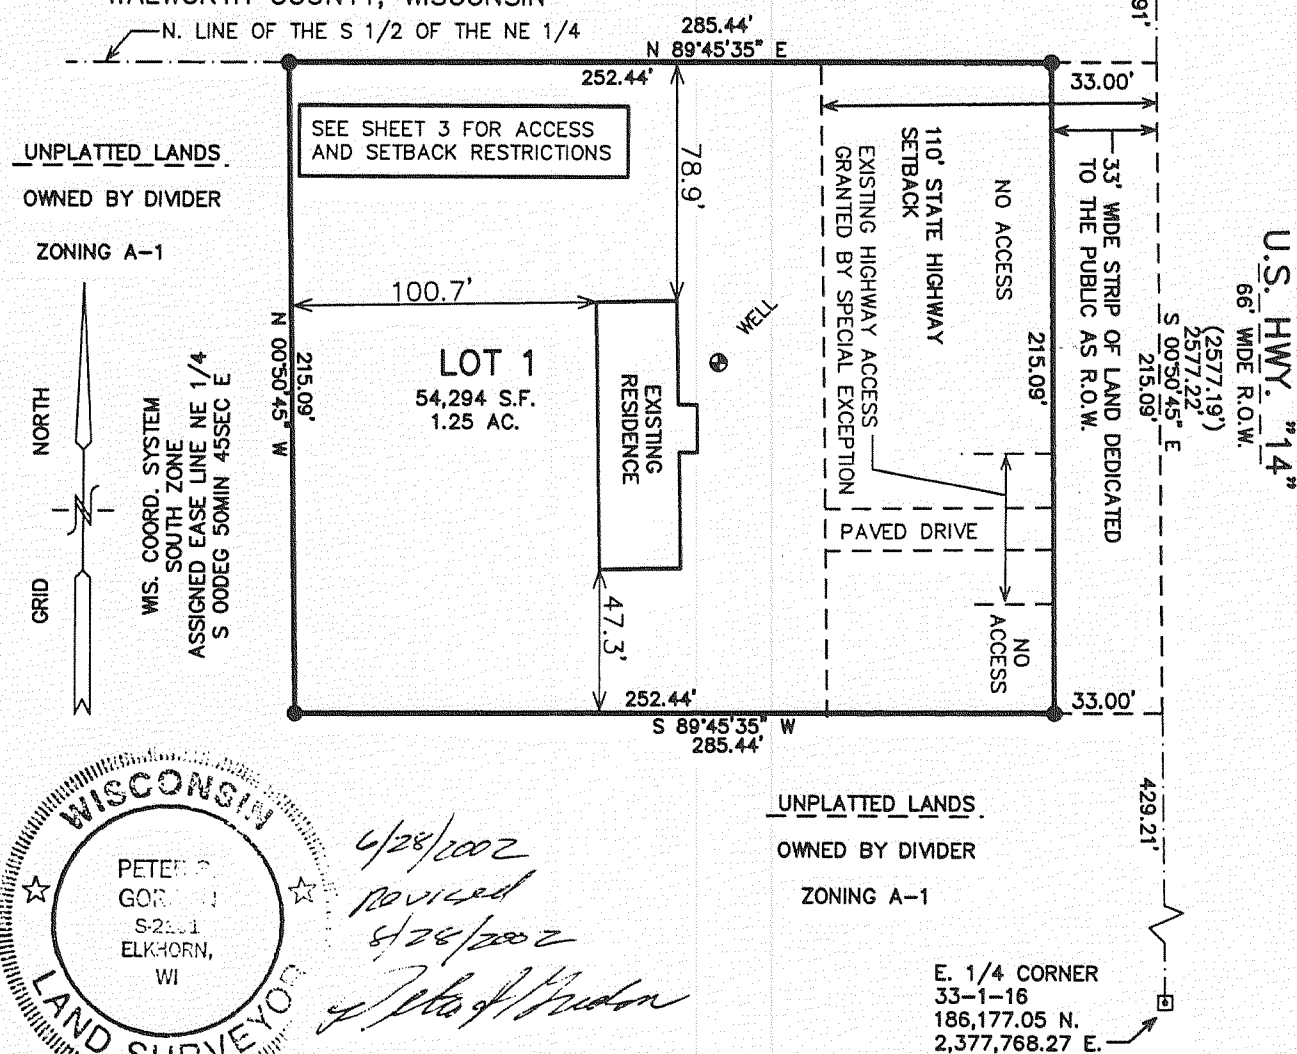 WALWORTH COUNTY, WISCONSIN
N. LINE OF THE S 1/2 OF THE NE 1/4
285.44'
N 89°45'35" E
252.44'
33.00'
91'
SEE SHEET 3 FOR ACCESS
AND SETBACK RESTRICTIONS
UNPLATTED LANDS
OWNED BY DIVIDER
ZONING A-1
78.9'
100.7'
LOT 1
54,294 S.F.
1.25 AC.
EXISTING
RESIDENCE
WELL
47.3'
110' STATE HIGHWAY
SETBACK
EXISTING HIGHWAY ACCESS
GRANTED BY SPECIAL EXCEPTION
NO ACCESS
215.09'
33' WIDE STRIP OF LAND DEDICATED
TO THE PUBLIC AS R.O.W.
S 00°50'45" E
215.09'
(2577.19')
2577.22'
U.S. HWY. "14"
66' WIDE R.O.W.
PAVED DRIVE
NO
ACCESS
N 00°50'45" W
215.09'
GRID NORTH
WIS. COORD. SYSTEM
SOUTH ZONE
ASSIGNED EASE LINE NE 1/4
S 00DEG 50MIN 45SEC E
252.44'
S 89°45'35" W
285.44'
33.00'
429.21'
UNPLATTED LANDS
OWNED BY DIVIDER
ZONING A-1
E. 1/4 CORNER
33-1-16
186,177.05 N.
2,377,768.27 E.
WISCONSIN
ELKHORN,
WI
LAND SURVEYOR
6/28/2002
revised
8/28/2002